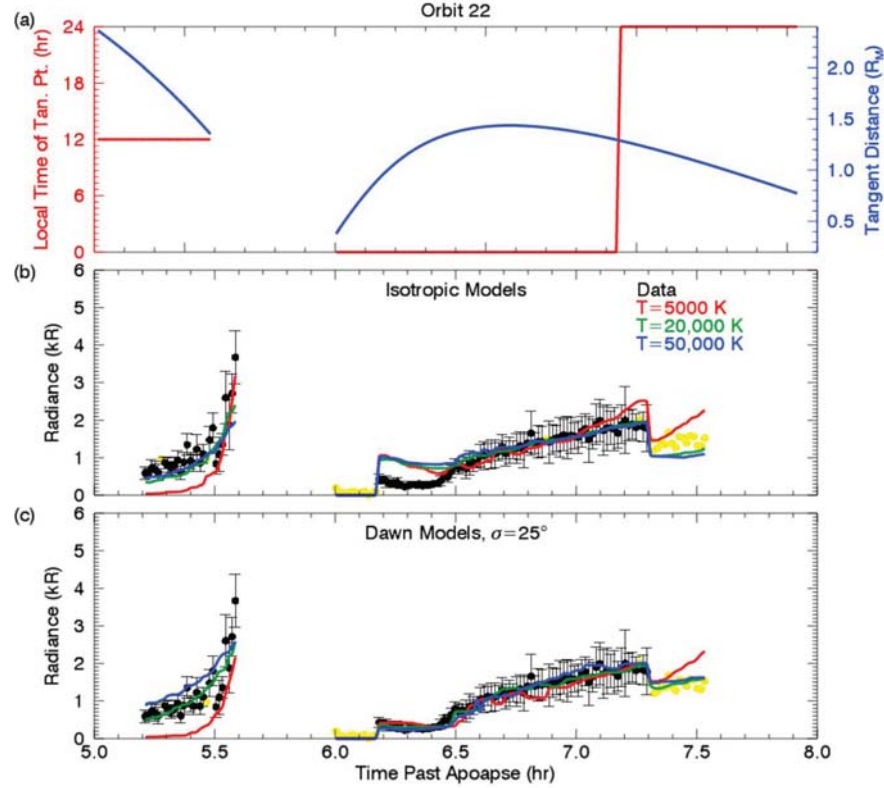 Orbit 22
(a)
24
18
12
6
0
Local Time of Tan. Pt. (hr)
2.0
1.5
1.0
0.5
Tangent Distance (R_M)
(b)
6
5
4
3
2
1
0
Radiance (kR)
Isotropic Models
Data
T=5000 K
T=20,000 K
T=50,000 K
(c)
6
5
4
3
2
1
0
Radiance (kR)
Dawn Models, σ=25°
5.0 5.5 6.0 6.5 7.0 7.5 8.0
Time Past Apoapse (hr)